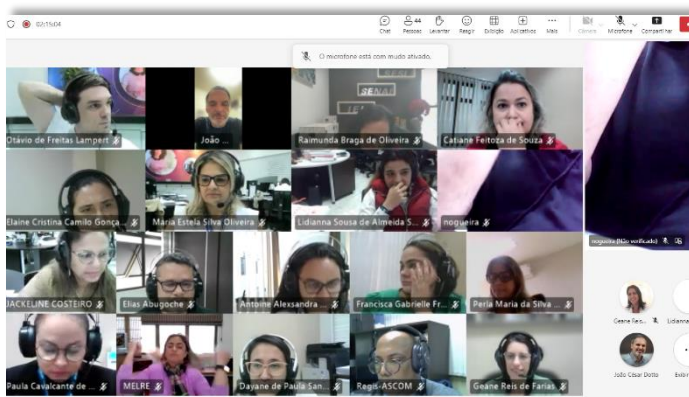 02:15:04
44
Chat Pessoas Levantar Reagir Exibição Aplicativos Mais Câmera Microfone Compartilhar
O microfone está com mudo ativado.
SENA
Otávio de Freitas Lampert
João ...
Raimunda Braga de Oliveira
Catiane Feitoza de Souza
Elaine Cristina Camilo Gonça...
Maria Estela Silva Oliveira
Lidianna Sousa de Almeida S...
nogueira
nogueira (Não verificado)
JACKELINE COSTEIRO
Elias Abugoche
Antoine Alexsandra ...
Francisca Gabrielle Fr...
Perla Maria da Silva ...
Geane Reis...
Lidianna
Paula Cavalcante de ...
MELRE
Dayane de Paula San...
Regis-ASCOM
Geane Reis de Farias
João César Dotto
Exibir